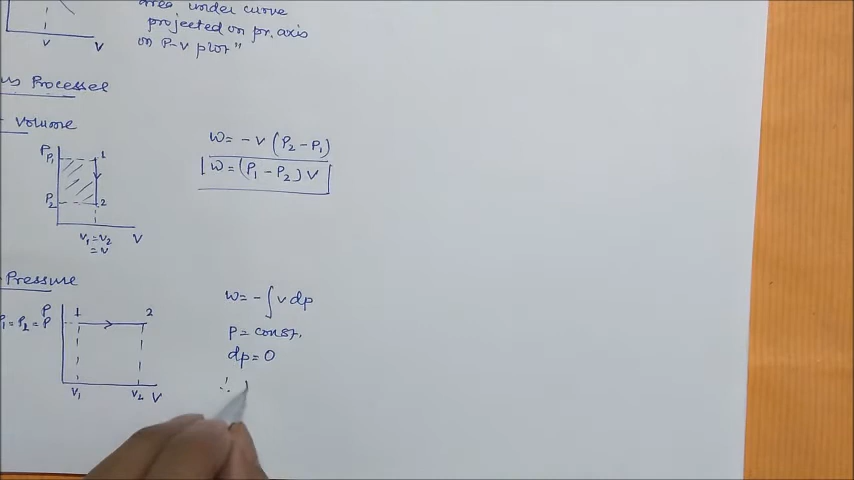 area under curve
projected on pr. axis
on P-V plot"
V V
Processes
Volume
P
P1 1
P2 2
V1 = V2
= V
V
W = - V (P2 - P1)
W = (P1 - P2) V
Pressure
P
P1 = P2 = P 1 2
V1 V2 V
W = - ∫ v dp
P = const.
dp = 0
∴